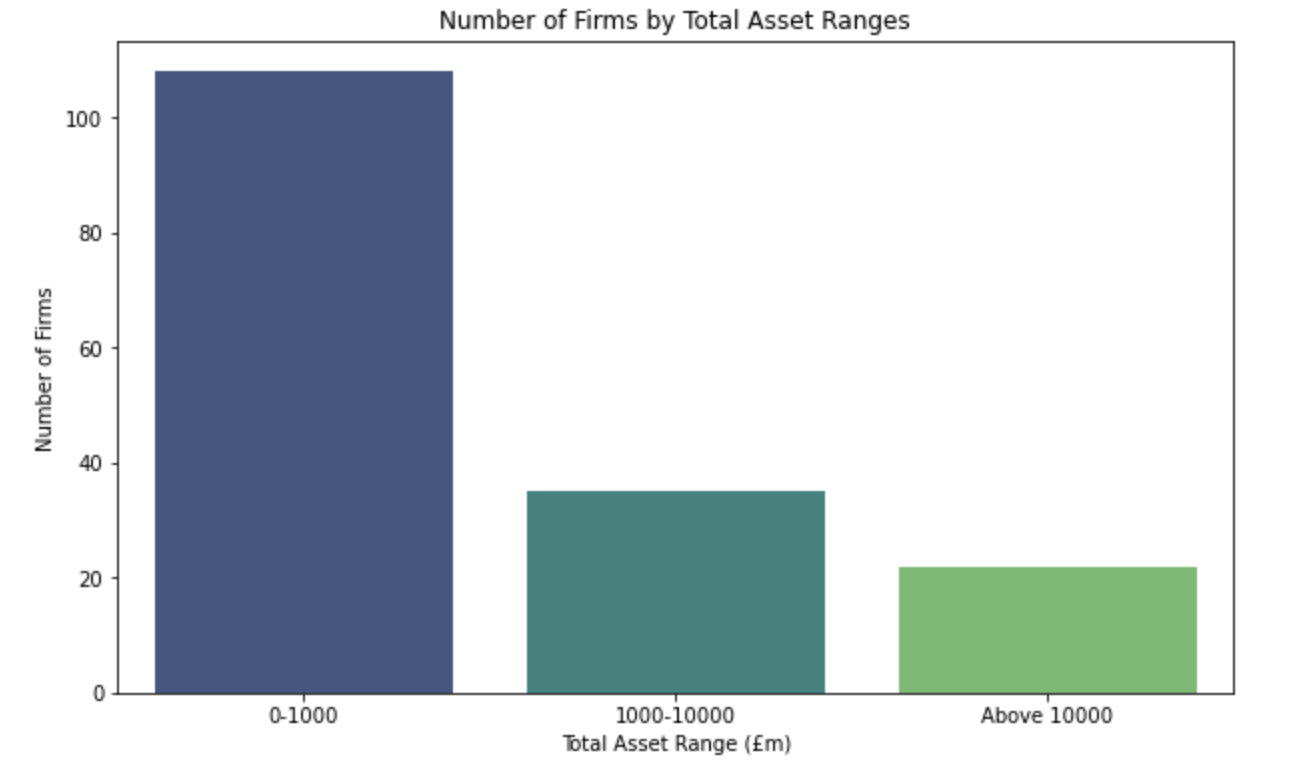 Number of Firms by Total Asset Ranges
Number of Firms
100
80
60
40
20
0
0-1000
1000-10000
Above 10000
Total Asset Range (£m)